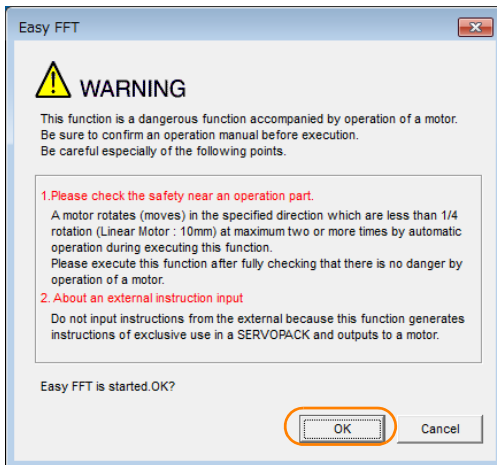 Easy FFT
WARNING
This function is a dangerous function accompanied by operation of a motor.
Be sure to confirm an operation manual before execution.
Be careful especially of the following points.
1.Please check the safety near an operation part.
A motor rotates (moves) in the specified direction which are less than 1/4
rotation (Linear Motor : 10mm) at maximum two or more times by automatic
operation during executing this function.
Please execute this function after fully checking that there is no danger by
operation of a motor.
2. About an external instruction input
Do not input instructions from the external because this function generates
instructions of exclusive use in a SERVOPACK and outputs to a motor.
Easy FFT is started.OK?
OK Cancel